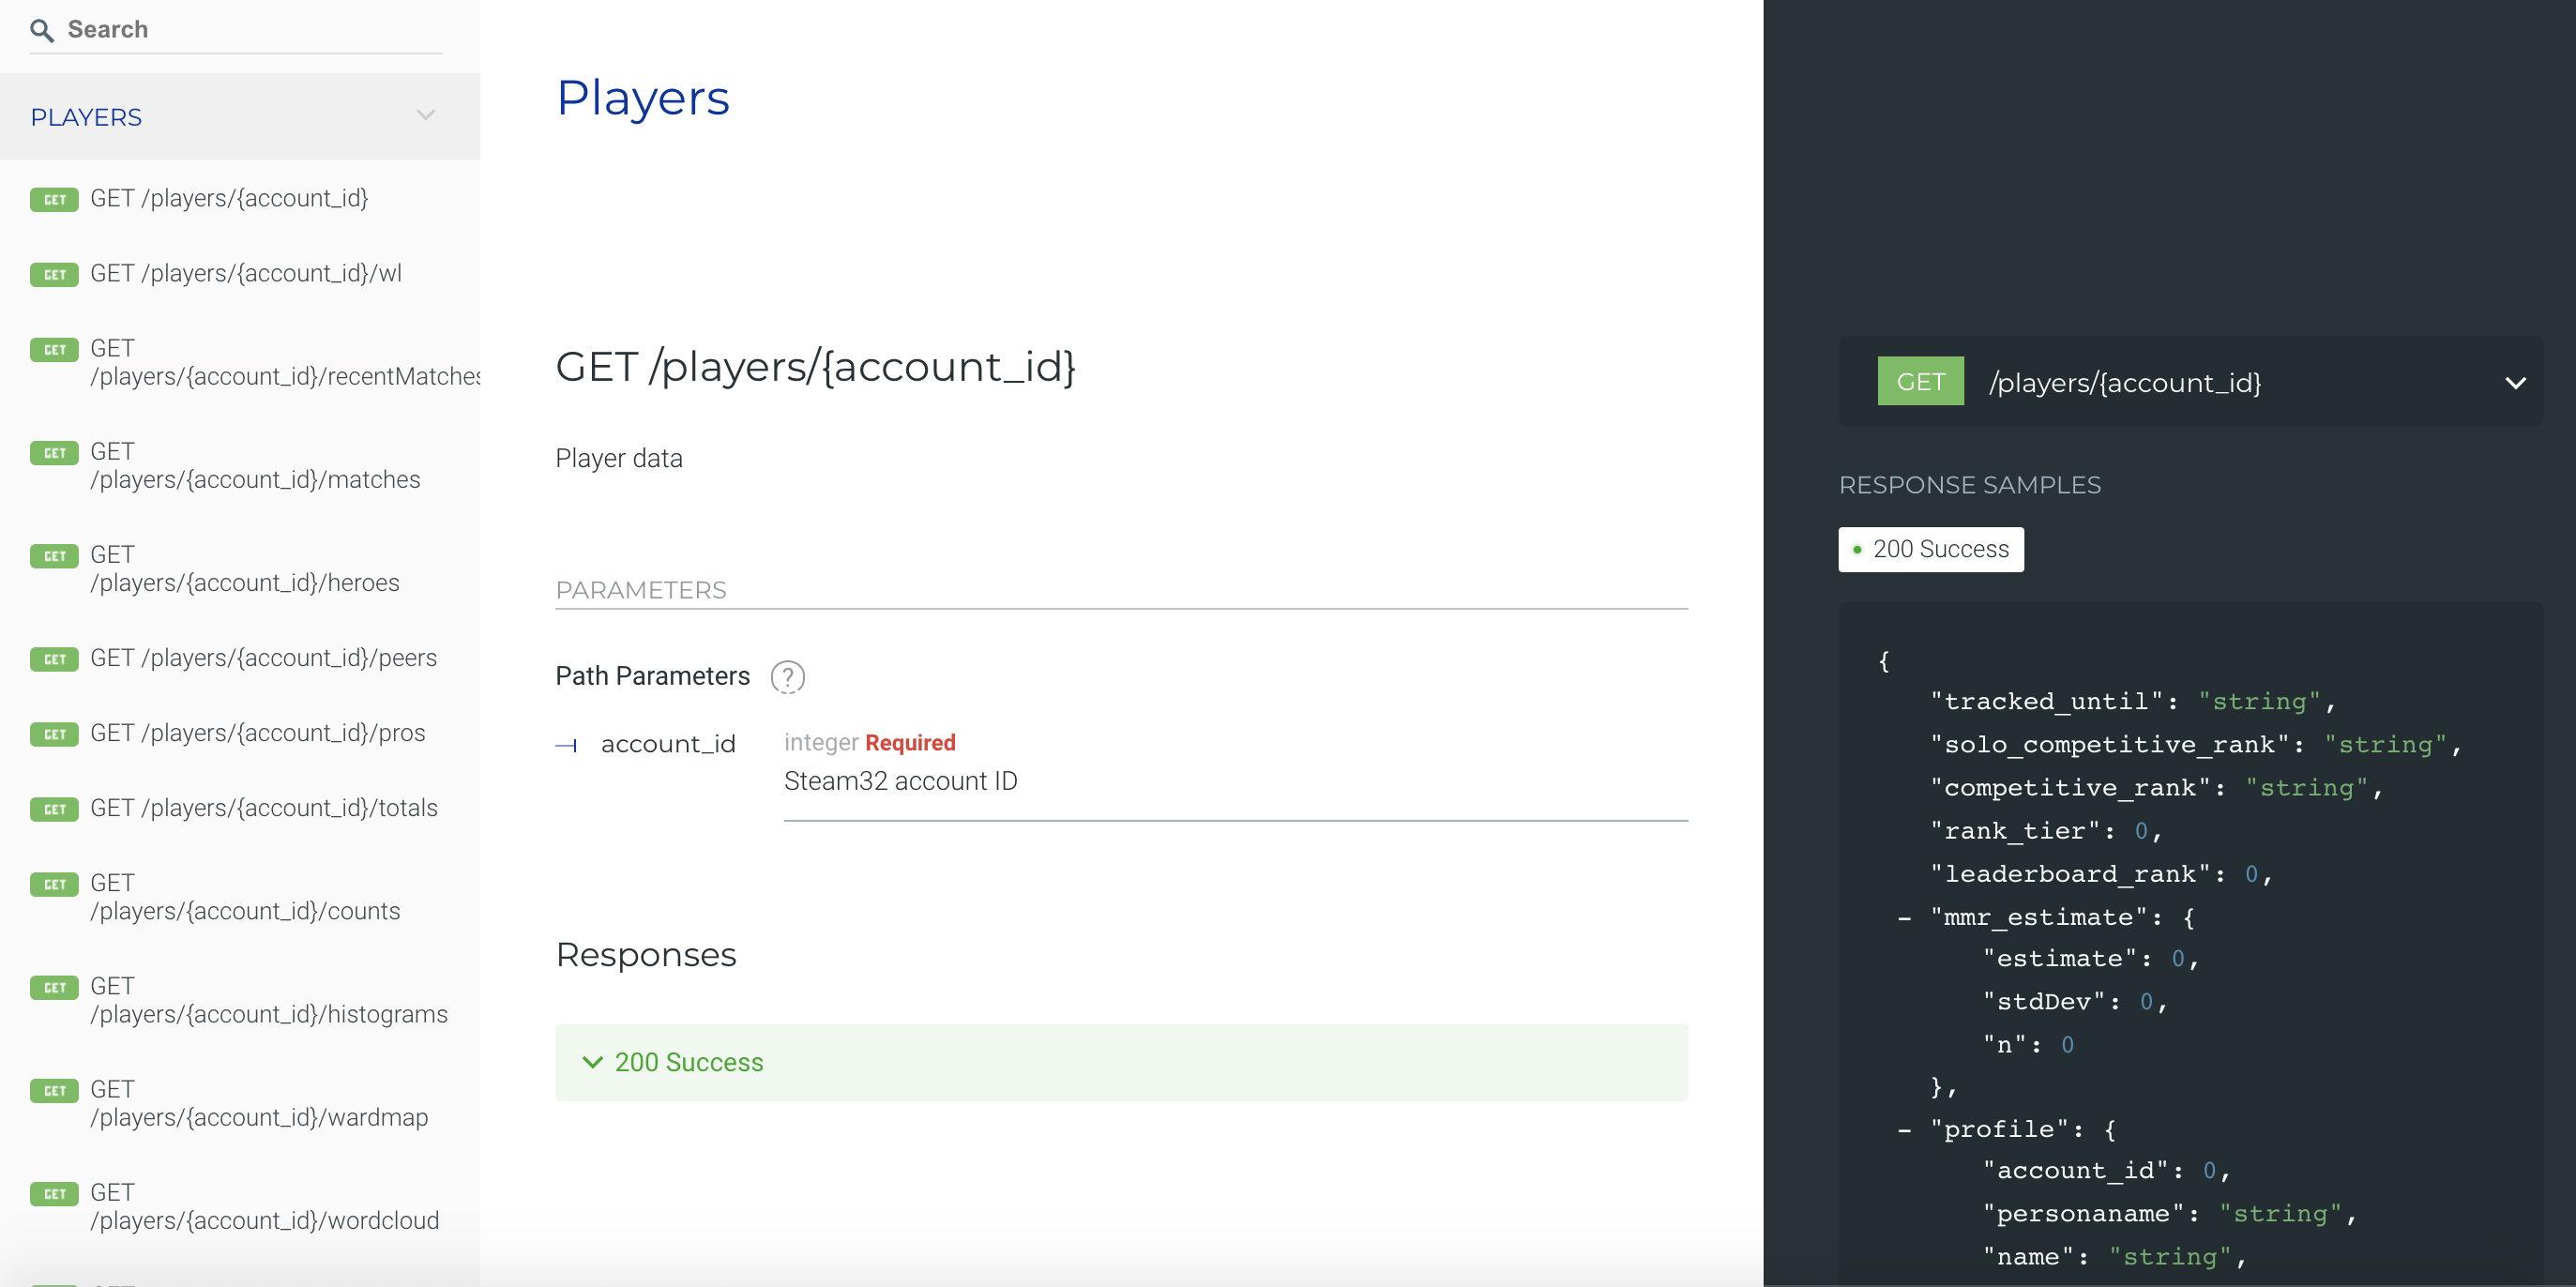 Search
PLAYERS
GET GET /players/{account_id}
GET GET /players/{account_id}/wl
GET GET
/players/{account_id}/recentMatches
GET GET
/players/{account_id}/matches
GET GET
/players/{account_id}/heroes
GET GET /players/{account_id}/peers
GET GET /players/{account_id}/pros
GET GET /players/{account_id}/totals
GET GET
/players/{account_id}/counts
GET GET
/players/{account_id}/histograms
GET GET
/players/{account_id}/wardmap
GET GET
/players/{account_id}/wordcloud
Players
GET /players/{account_id}
Player data
PARAMETERS
Path Parameters ?
account_id
integer Required
Steam32 account ID
Responses
200 Success
GET /players/{account_id}
RESPONSE SAMPLES
200 Success
{
"tracked_until": "string",
"solo_competitive_rank": "string",
"competitive_rank": "string",
"rank_tier": 0,
"leaderboard_rank": 0,
- "mmr_estimate": {
"estimate": 0,
"stdDev": 0,
"n": 0
},
- "profile": {
"account_id": 0,
"personaname": "string",
"name": "string",